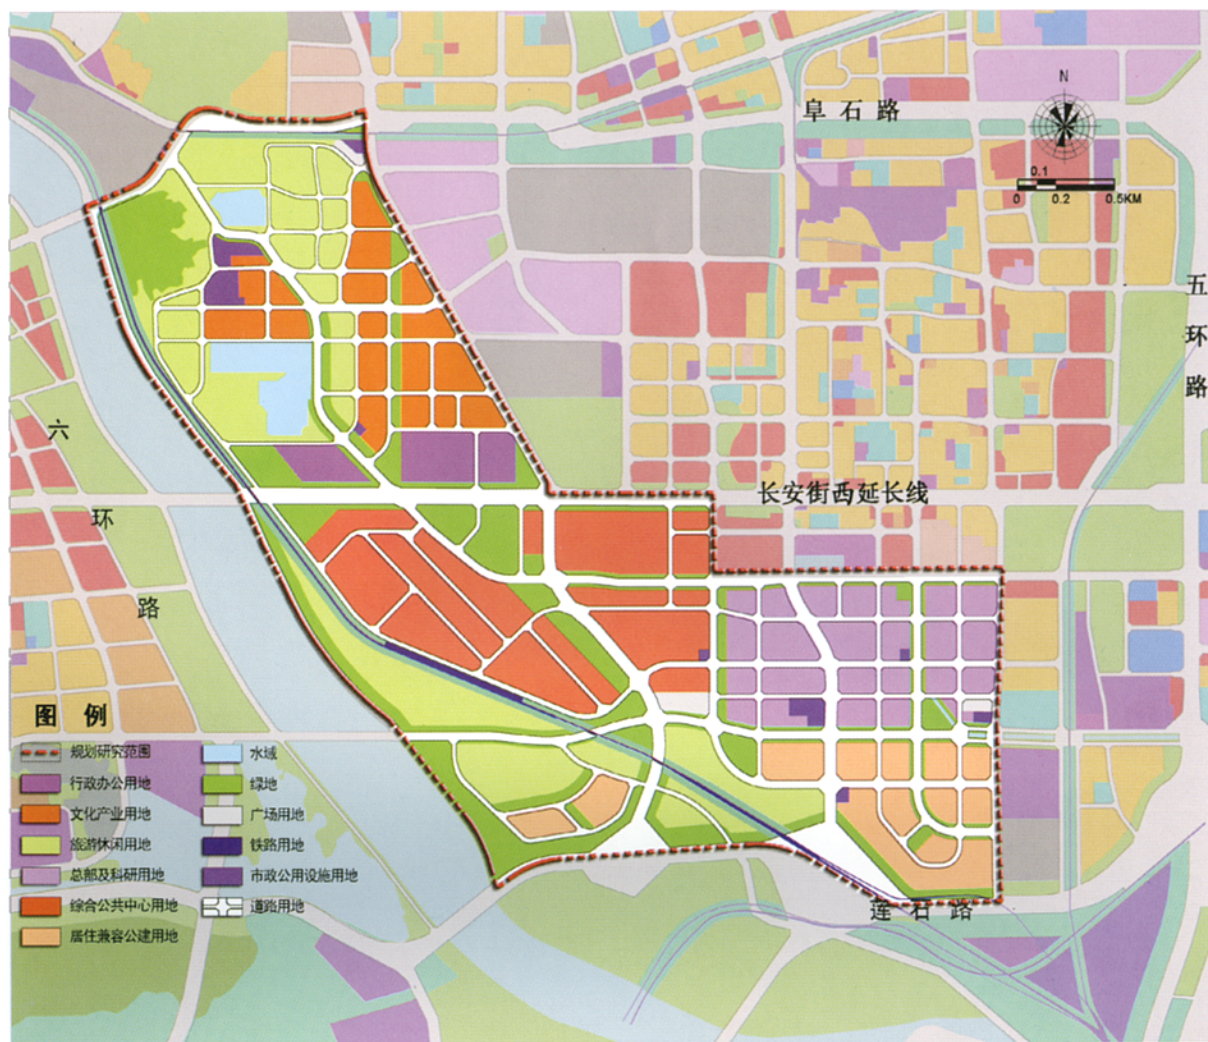 N
阜石路
0.1
0 0.2 0.5KM
五环路
长安街西延长线
六环路
图例
规划研究范围
行政办公用地
文化产业用地
旅游休闲用地
总部及科研用地
综合公共中心用地
居住兼容公建用地
水域
绿地
广场用地
铁路用地
市政公用设施用地
道路用地
莲石路